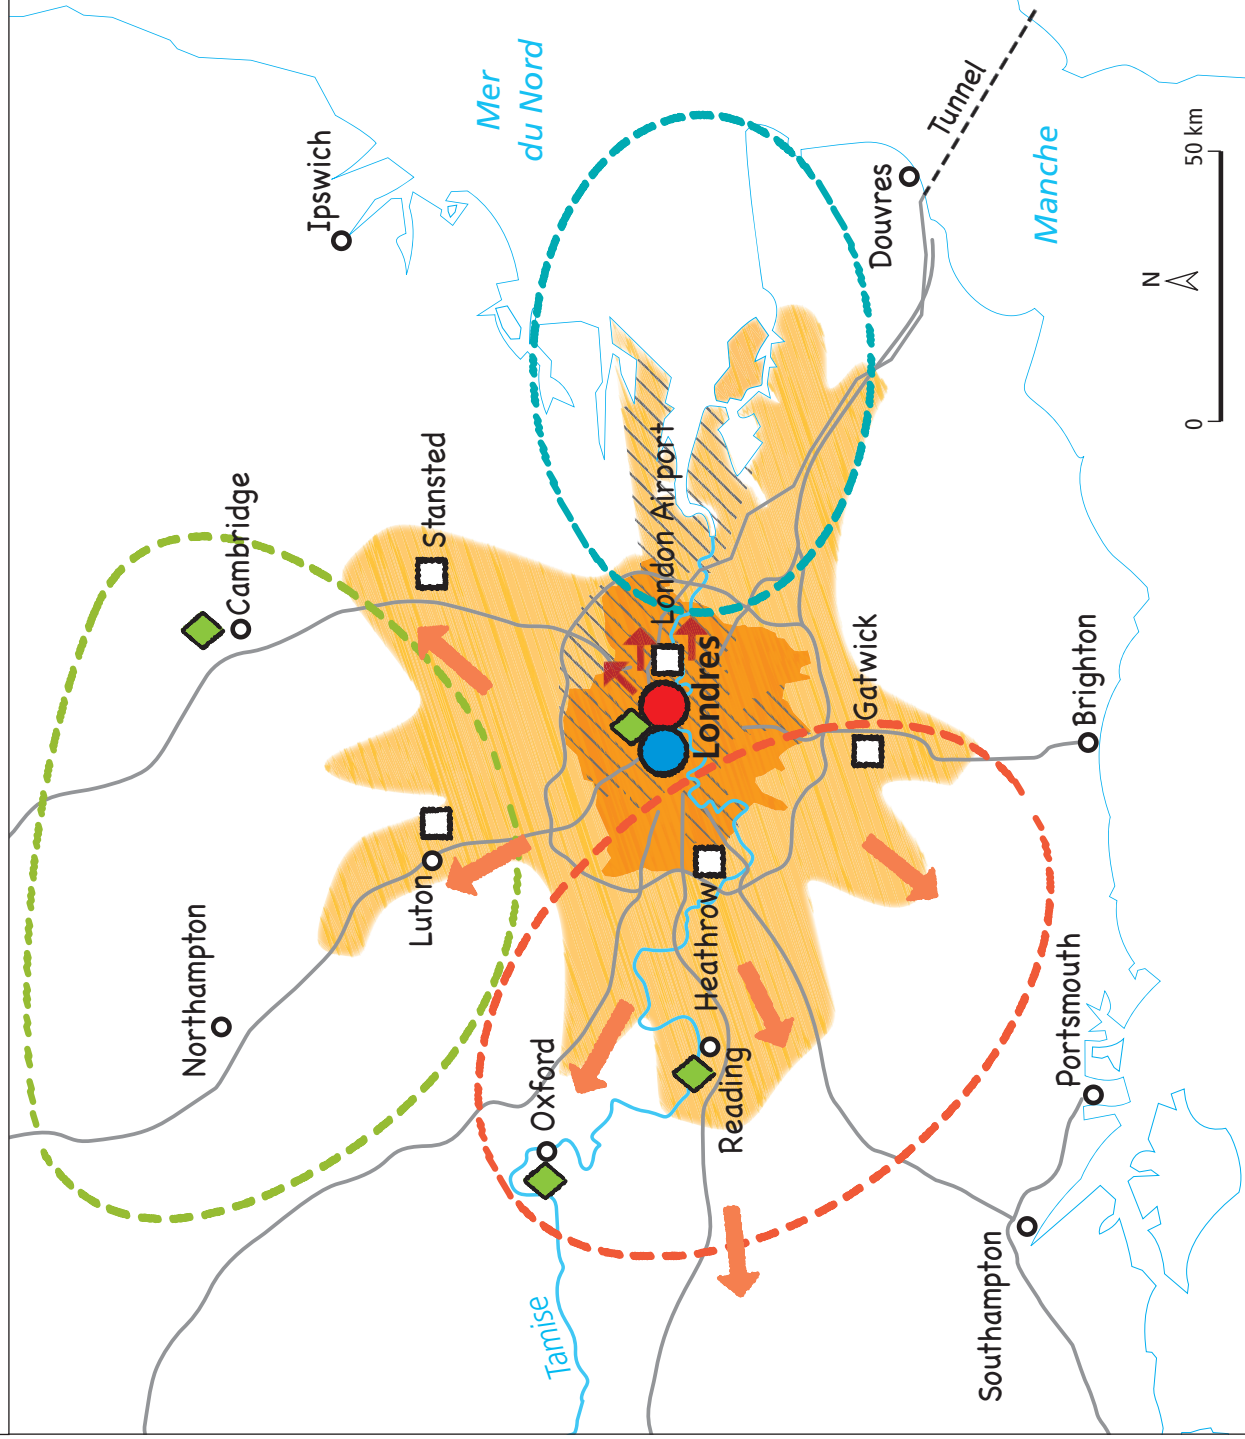 Northampton
Cambridge
Ipswich
Mer
du Nord
Luton
Stansted
Oxford
Tamise
London Airport
Londres
Heathrow
Reading
Gatwick
Douvres
Tunnel
Manche
Brighton
Portsmouth
Southampton
N
0
50 km